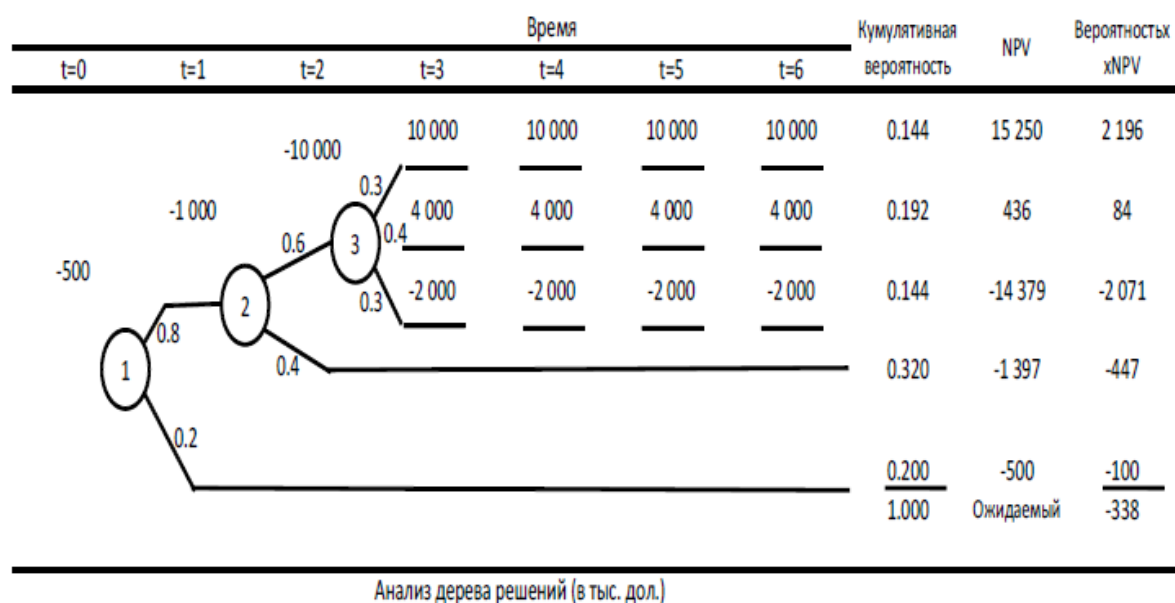 Время
Кумулятивная вероятность
NPV
Вероятностьх xNPV
t=0 t=1 t=2 t=3 t=4 t=5 t=6
10 000 10 000 10 000 10 000 0.144 15 250 2 196
-10 000
0.3
-1 000
4 000 4 000 4 000 4 000 0.192 436 84
0.6 3 0.4
-500
-2 000 -2 000 -2 000 -2 000 0.144 -14 379 -2 071
2 0.3
0.8
1 0.4 0.320 -1 397 -447
0.2
0.200 -500 -100
1.000 Ожидаемый -338
Анализ дерева решений (в тыс. дол.)